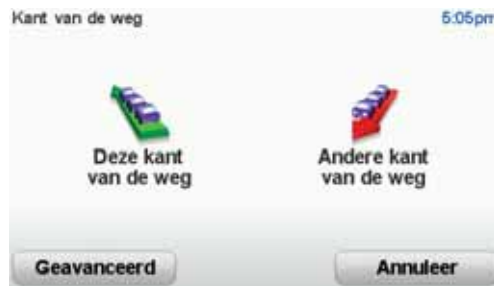 Kant van de weg
5:05pm
Deze kant
van de weg
Andere kant
van de weg
Geavanceerd
Annuleer